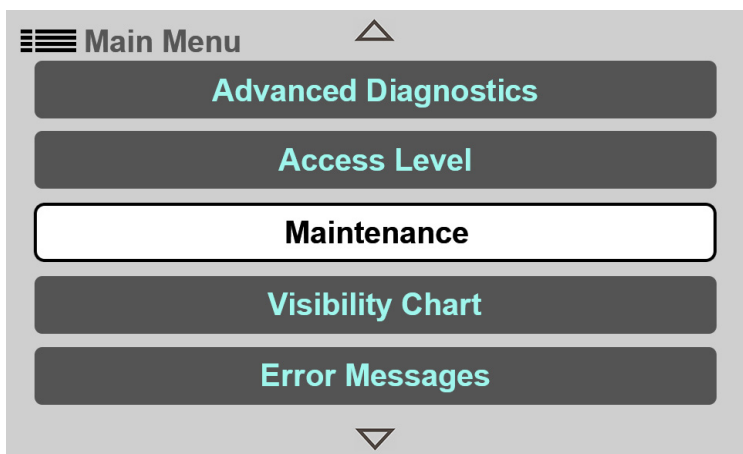 Main Menu
Advanced Diagnostics
Access Level
Maintenance
Visibility Chart
Error Messages